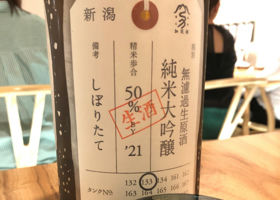 新潟
特別
無濾過生原酒
純米大吟醸
精米歩合
50%
'21
生酒
備考
しぼりたて
132 133 134 161 162
163 164
タンクNo